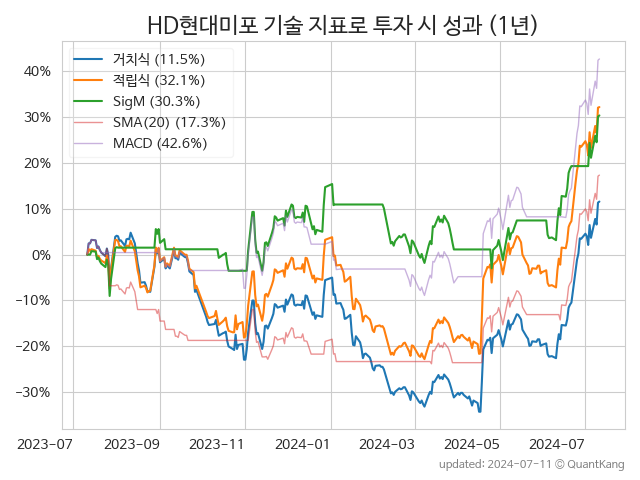 HD현대미포 기술 지표로 투자 시 성과 (1년)
거치식 (11.5%)
적립식 (32.1%)
SigM (30.3%)
SMA(20) (17.3%)
MACD (42.6%)
40%
30%
20%
10%
0%
−10%
−20%
−30%
2023-07 2023-09 2023-11 2024-01 2024-03 2024-05 2024-07
updated: 2024-07-11 © QuantKang